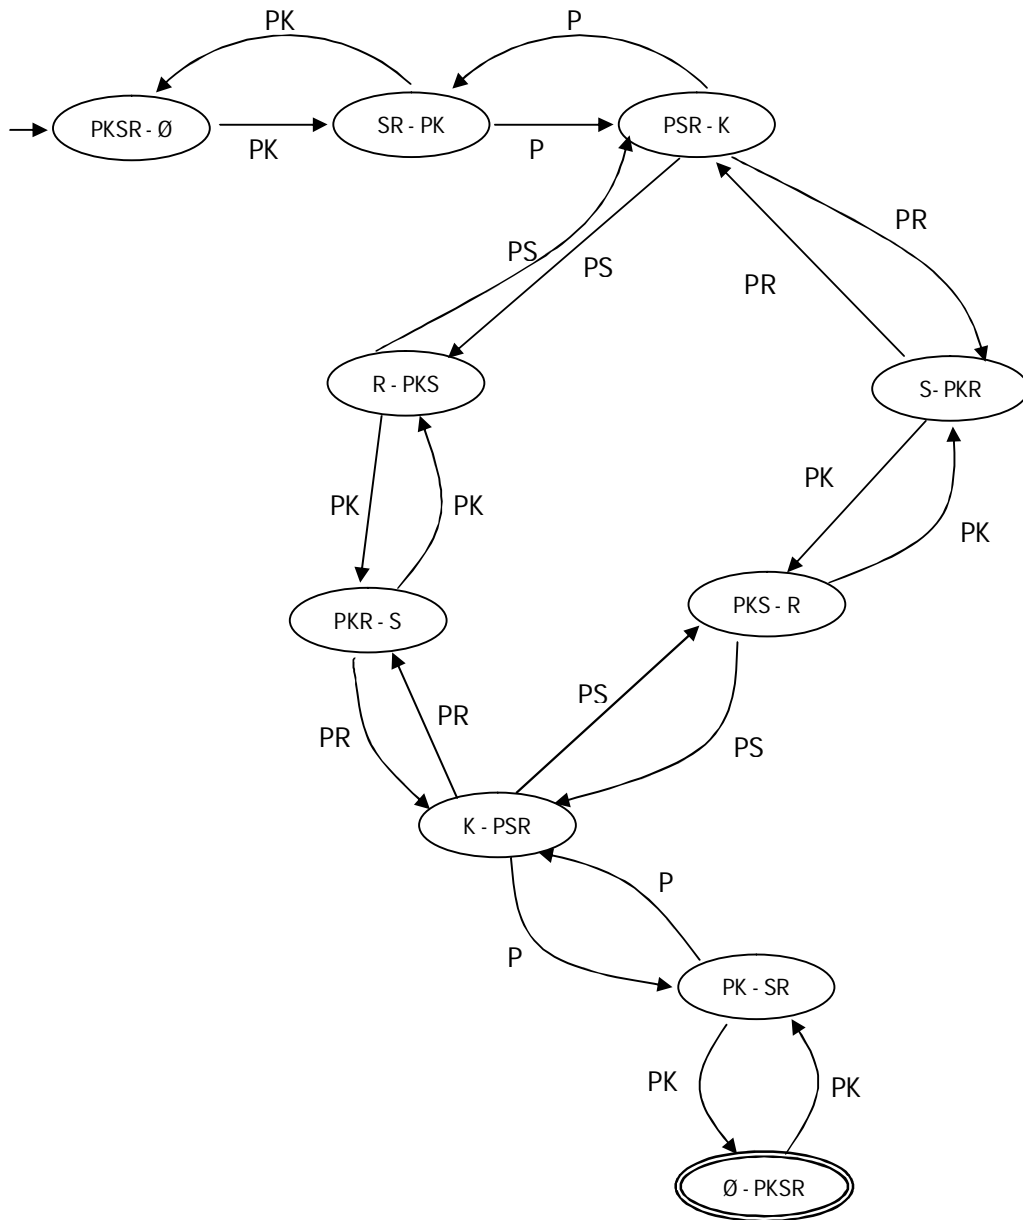 PK
P
PKSR - Ø
SR - PK
PSR - K
PK
P
PR
PS
PS
PR
R - PKS
S- PKR
PK
PK
PK
PK
PKS - R
PKR - S
PS
PR
PR
PS
K - PSR
P
P
PK - SR
PK
PK
Ø - PKSR